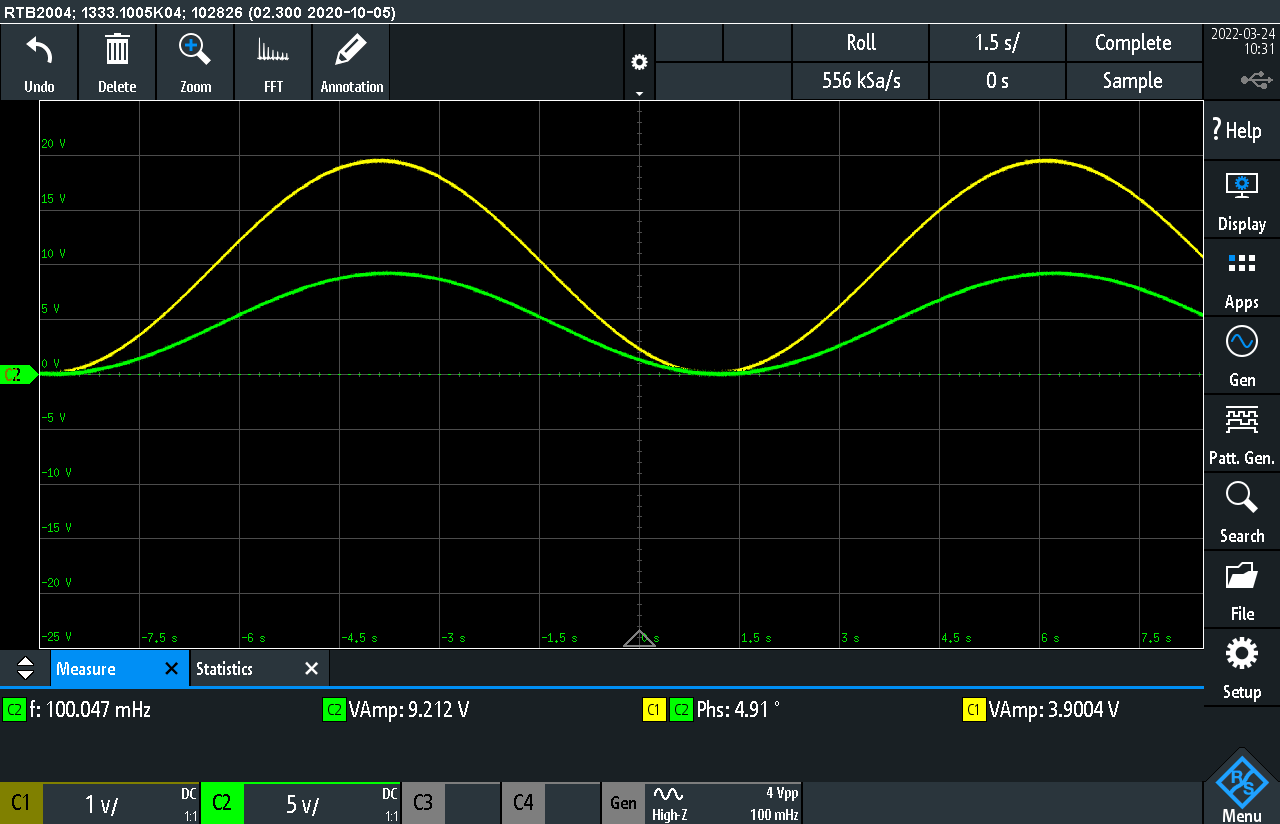 RTB2004; 1333.1005K04; 102826 (02.300 2020-10-05)
Undo
Delete
Zoom
FFT
Annotation
Roll
1.5 s/
Complete
556 kSa/s
0 s
Sample
2022-03-24
10:31
? Help
Display
Apps
Gen
Patt. Gen.
Search
File
Setup
R&S
Menu
20 V
15 V
10 V
5 V
0 V
C2
-5 V
-10 V
-15 V
-20 V
-25 V
-7.5 s
-6 s
-4.5 s
-3 s
-1.5 s
0 s
1.5 s
3 s
4.5 s
6 s
7.5 s
Measure
Statistics
C2 f: 100.047 mHz
C2 VAmp: 9.212 V
C1 C2 Phs: 4.91 °
C1 VAmp: 3.9004 V
C1
1 V/
DC
1:1
C2
5 V/
DC
1:1
C3
C4
Gen
High-Z
4 Vpp
100 mHz